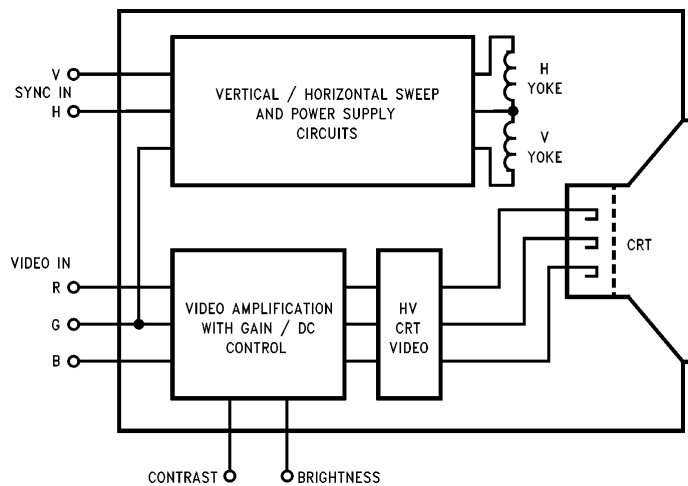 V
SYNC IN
H
VERTICAL / HORIZONTAL SWEEP
AND POWER SUPPLY
CIRCUITS
H
YOKE
V
YOKE
CRT
VIDEO IN
R
G
B
VIDEO AMPLIFICATION
WITH GAIN / DC
CONTROL
HV
CRT
VIDEO
CONTRAST
BRIGHTNESS